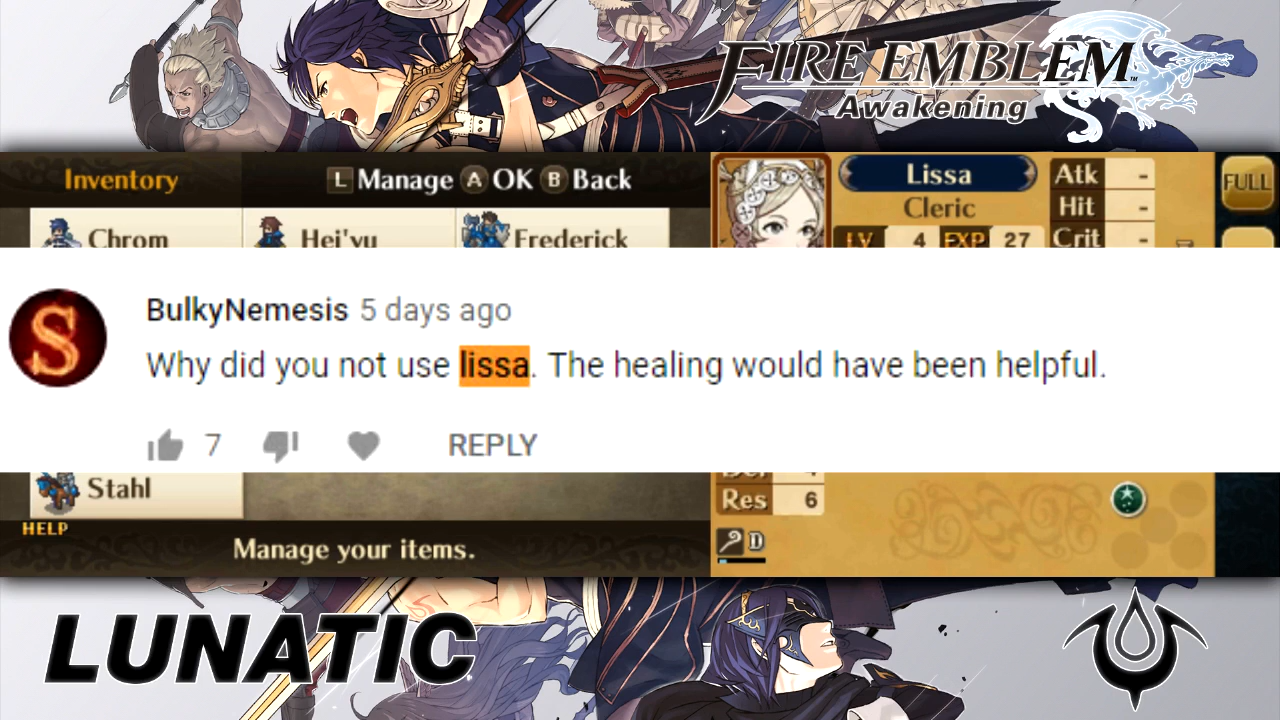 FIRE EMBLEM
Awakening
Inventory
L Manage A OK B Back
Lissa
Cleric
LV 4 EXP 27
Atk -
Hit -
Crit -
FULL
Chrom
Hei'yu
Frederick
S
BulkyNemesis 5 days ago
Why did you not use lissa. The healing would have been helpful.
7
REPLY
Stahl
Res 6
D
HELP
Manage your items.
LUNATIC